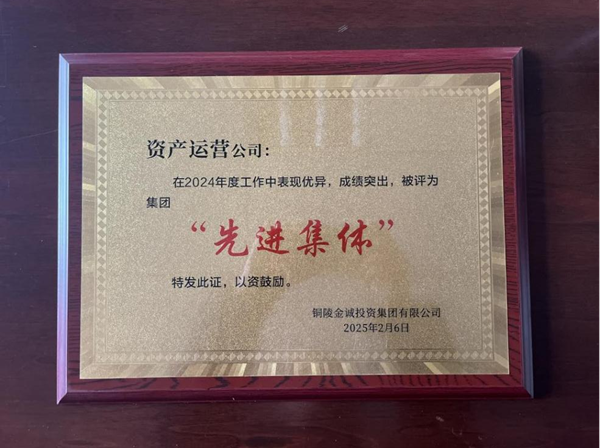 资产运营公司：
在2024年度工作中表现优异，成绩突出，被评为
集团
“先进集体”
特发此证，以资鼓励。
铜陵金诚投资集团有限公司
2025年2月6日